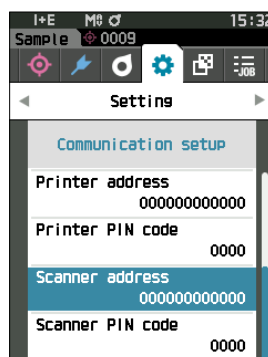 I+E M0 15:32
Sample 0009
JOB
Setting
Communication setup
Printer address
000000000000
Printer PIN code
0000
Scanner address
000000000000
Scanner PIN code
0000